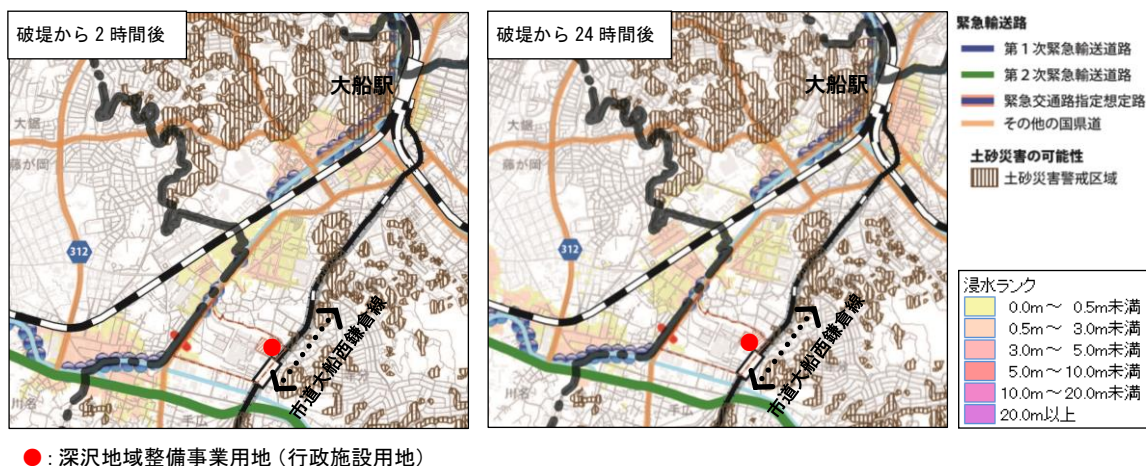 破堤から 2 時間後
大船駅
大鋸
藤が岡
312
市道大船西鎌倉線
川名
手広
破堤から 24 時間後
大船駅
大鋸
藤が岡
312
市道大船西鎌倉線
川名
手広
緊急輸送路
第1次緊急輸送道路
第2次緊急輸送道路
緊急交通路指定想定路
その他の国県道
土砂災害の可能性
土砂災害警戒区域
浸水ランク
0.0m～ 0.5m未満
0.5m～ 3.0m未満
3.0m～ 5.0m未満
5.0m～10.0m未満
10.0m～20.0m未満
20.0m以上
●：深沢地域整備事業用地（行政施設用地）